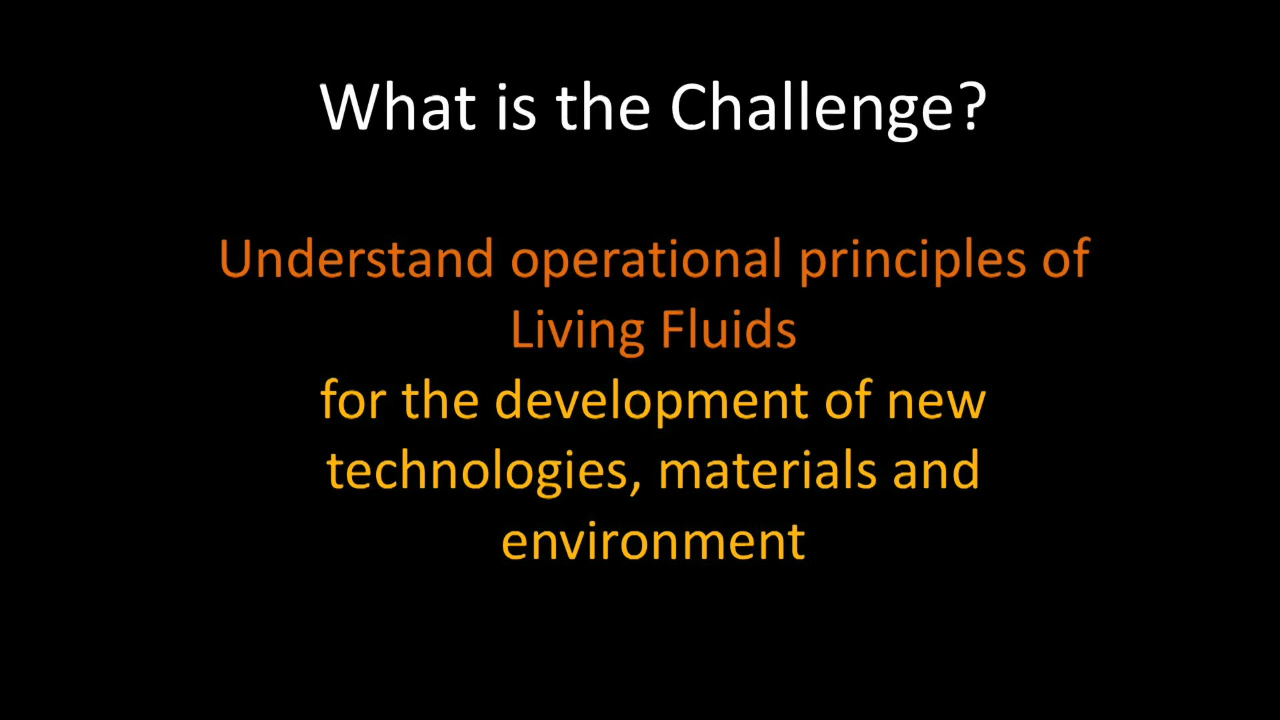 What is the Challenge?
Understand operational principles of
Living Fluids
for the development of new
technologies, materials and
environment